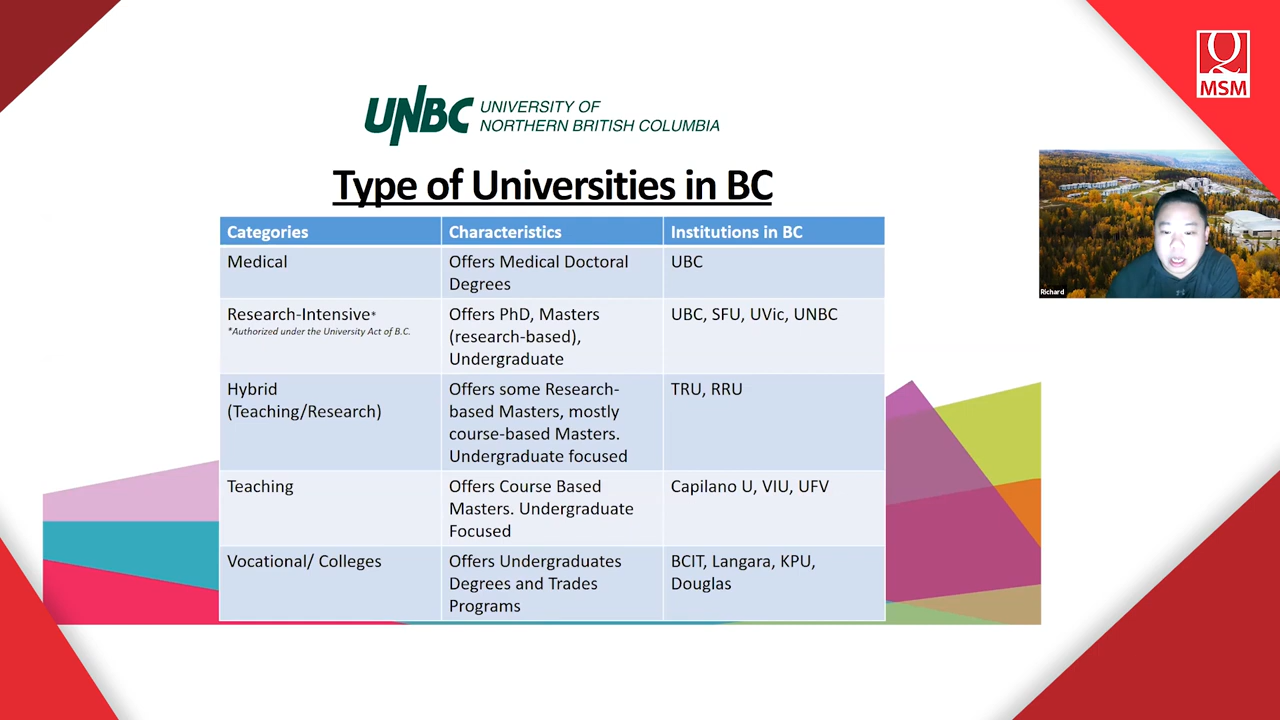 UNBC UNIVERSITY OF
NORTHERN BRITISH COLUMBIA
Q
MSM
Type of Universities in BC
Categories Characteristics Institutions in BC
Medical Offers Medical Doctoral UBC
Degrees
Research-Intensive* Offers PhD, Masters UBC, SFU, UVic, UNBC
*Authorized under the University Act of B.C. (research-based),
Undergraduate
Hybrid Offers some Research- TRU, RRU
(Teaching/Research) based Masters, mostly
course-based Masters.
Undergraduate focused
Teaching Offers Course Based Capilano U, VIU, UFV
Masters. Undergraduate
Focused
Vocational/ Colleges Offers Undergraduates BCIT, Langara, KPU,
Degrees and Trades Douglas
Programs
Richard